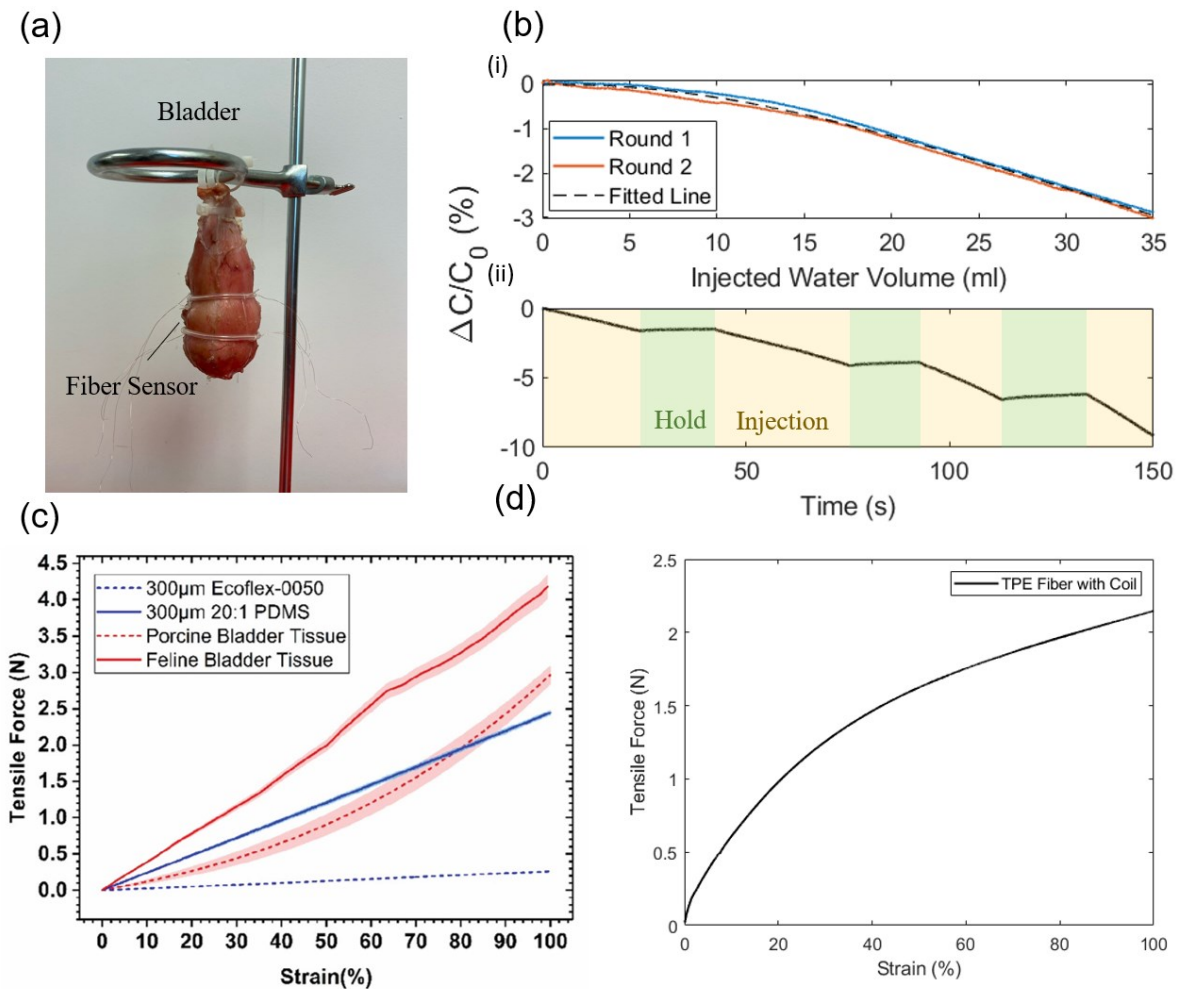 (a)
Bladder
Fiber Sensor
(b)
(i)
0
-1
-2
-3
Round 1
Round 2
Fitted Line
0 5 10 15 20 25 30 35
Injected Water Volume (ml)
ΔC/C0 (%)
(ii)
0
-5
-10
Hold
Injection
0 50 100 150
Time (s)
(c)
4.5
4.0
3.5
3.0
2.5
2.0
1.5
1.0
0.5
0.0
Tensile Force (N)
300μm Ecoflex-0050
300μm 20:1 PDMS
Porcine Bladder Tissue
Feline Bladder Tissue
0 10 20 30 40 50 60 70 80 90 100
Strain(%)
(d)
2.5
2
1.5
1
0.5
0
Tensile Force (N)
TPE Fiber with Coil
0 20 40 60 80 100
Strain (%)